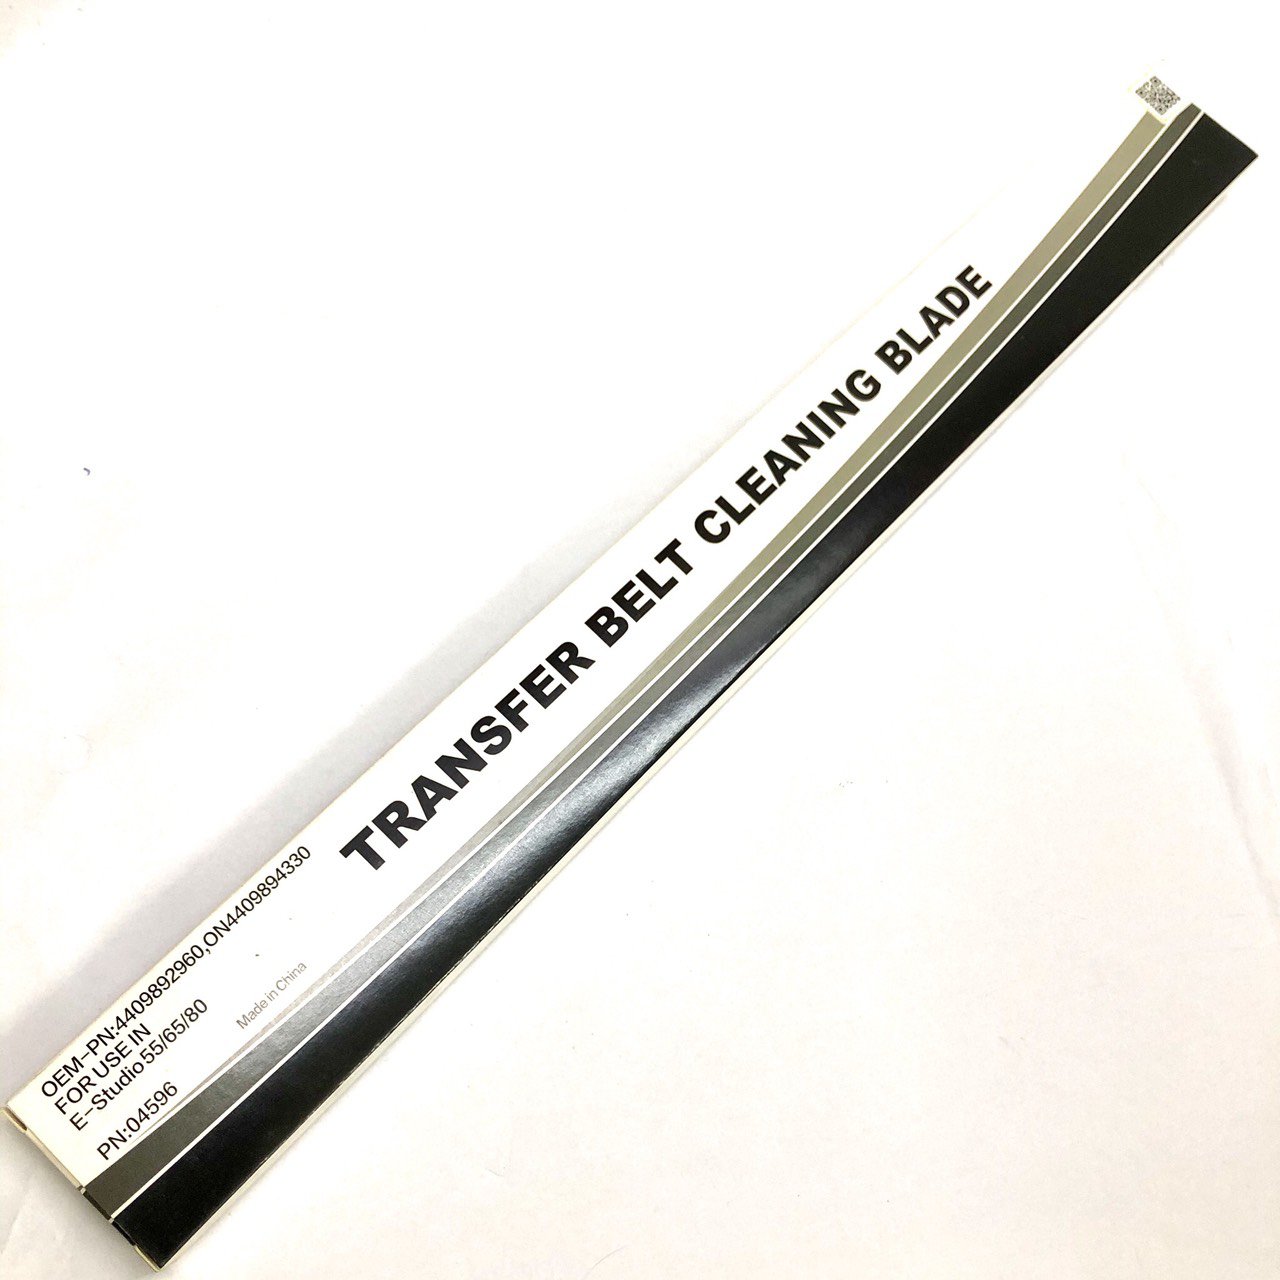 TRANSFER BELT CLEANING BLADE
OEM-PN:4409892960,ON4409894330
FOR USE IN
E-Studio 55/65/80
PN:04596
Made in China